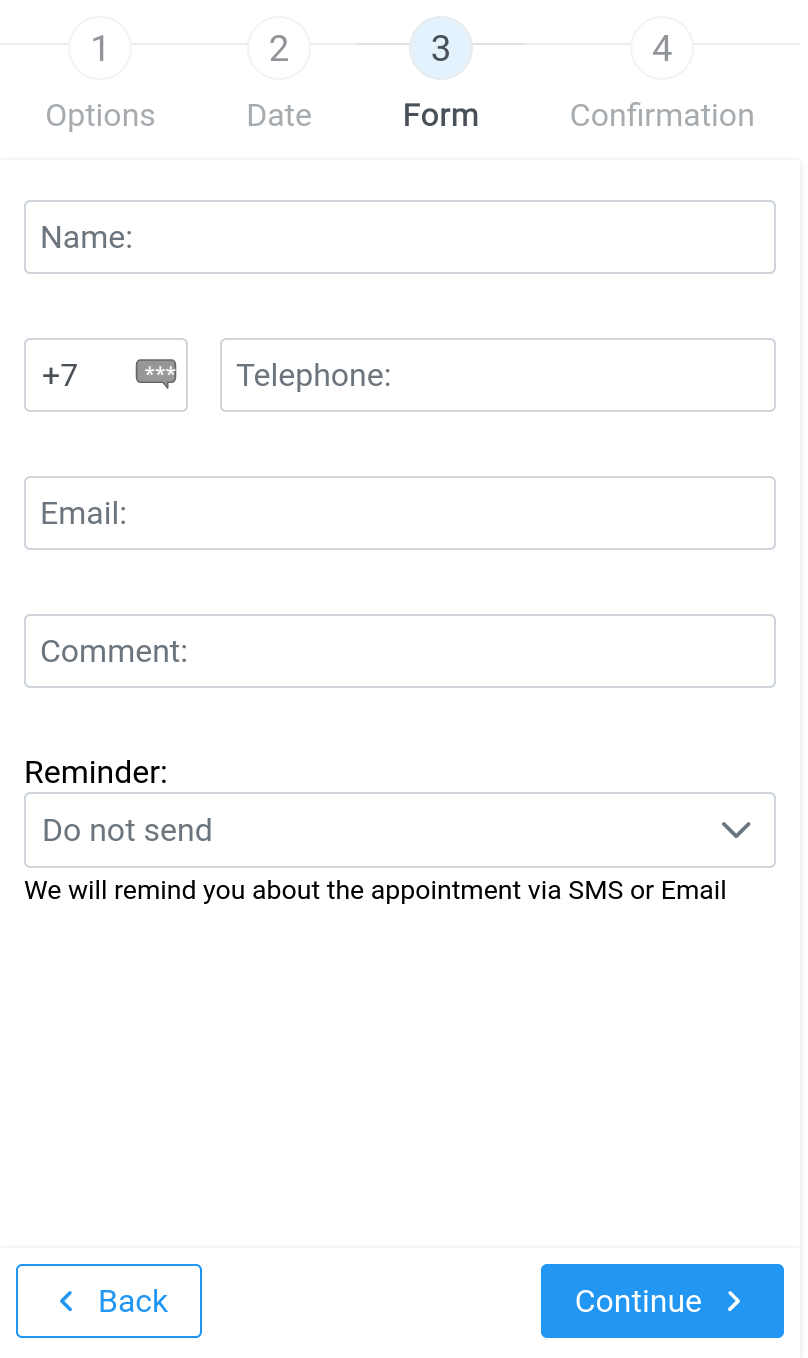 1 2 3 4
Options Date Form Confirmation
Name:
+7 *** Telephone:
Email:
Comment:
Reminder:
Do not send
We will remind you about the appointment via SMS or Email
Back Continue